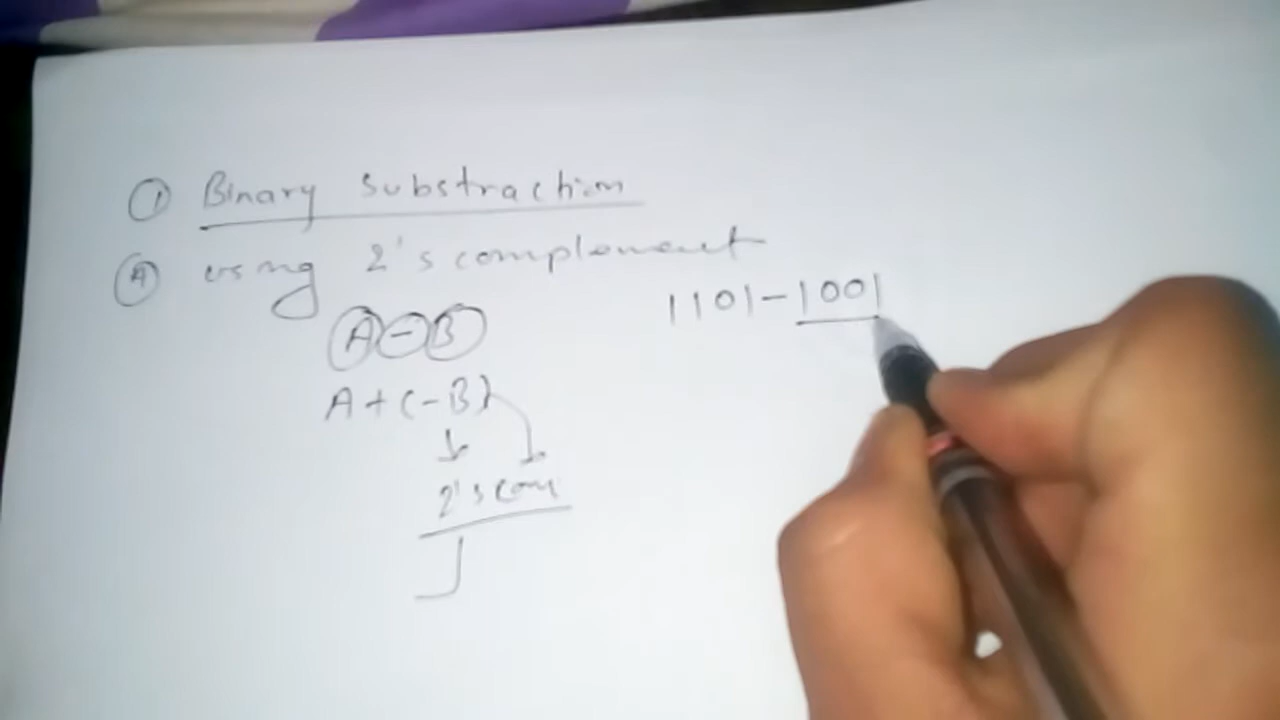 ① Binary Substraction
④ using 2's complement
1101-1001
A-B
A+(-B)
2's com